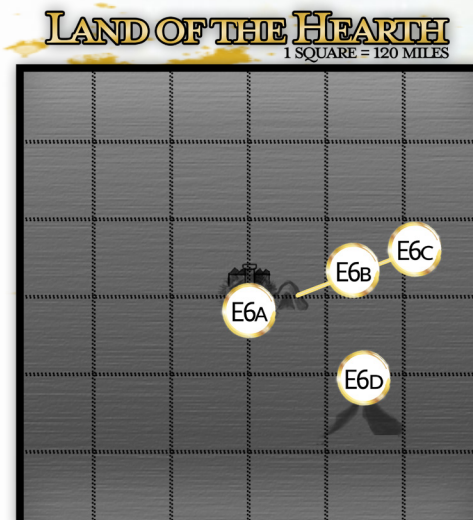 LAND OF THE HEARTH
1 SQUARE = 120 MILES
E6C
E6B
E6A
E6D